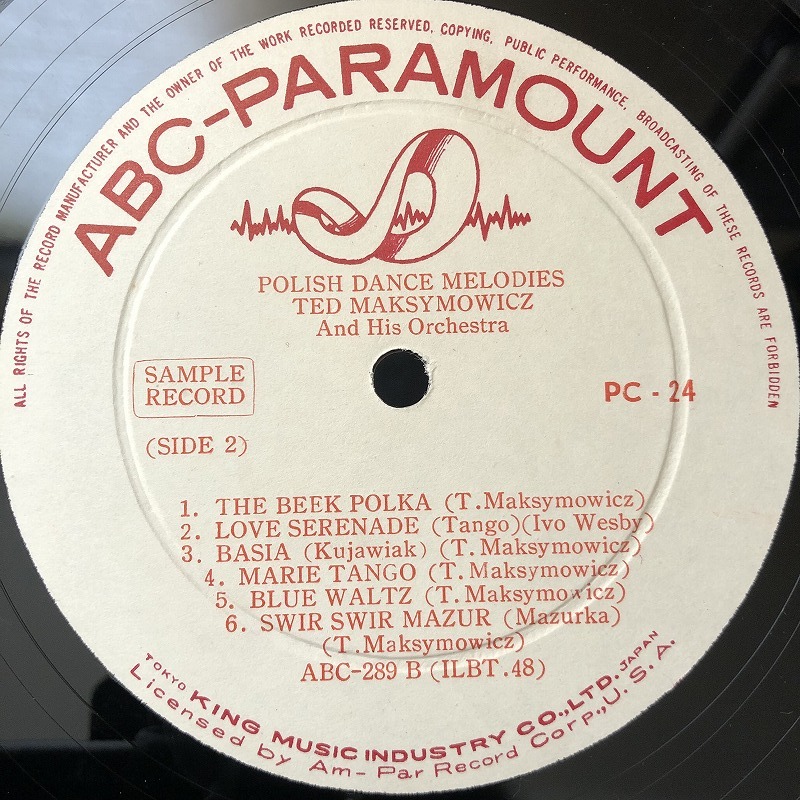 ALL RIGHTS OF THE RECORD MANUFACTURER AND THE OWNER OF THE WORK RECORDED RESERVED, COPYING, PUBLIC PERFORMANCE, BROADCASTING OF THESE RECORDS ARE FORBIDDEN
ABC-PARAMOUNT
POLISH DANCE MELODIES
TED MAKSYMOWICZ
And His Orchestra
SAMPLE
RECORD
PC - 24
(SIDE 2)
1. THE BEEK POLKA (T.Maksymowicz)
2. LOVE SERENADE (Tango)(Ivo Wesby)
3. BASIA (Kujawiak) (T.Maksymowicz)
4. MARIE TANGO (T.Maksymowicz)
5. BLUE WALTZ (T.Maksymowicz)
6. SWIR SWIR MAZUR (Mazurka)
(T.Maksymowicz)
ABC-289 B (ILBT.48)
TOKYO KING MUSIC INDUSTRY CO.,LTD. JAPAN
Licensed by Am-Par Record Corp., U.S.A.